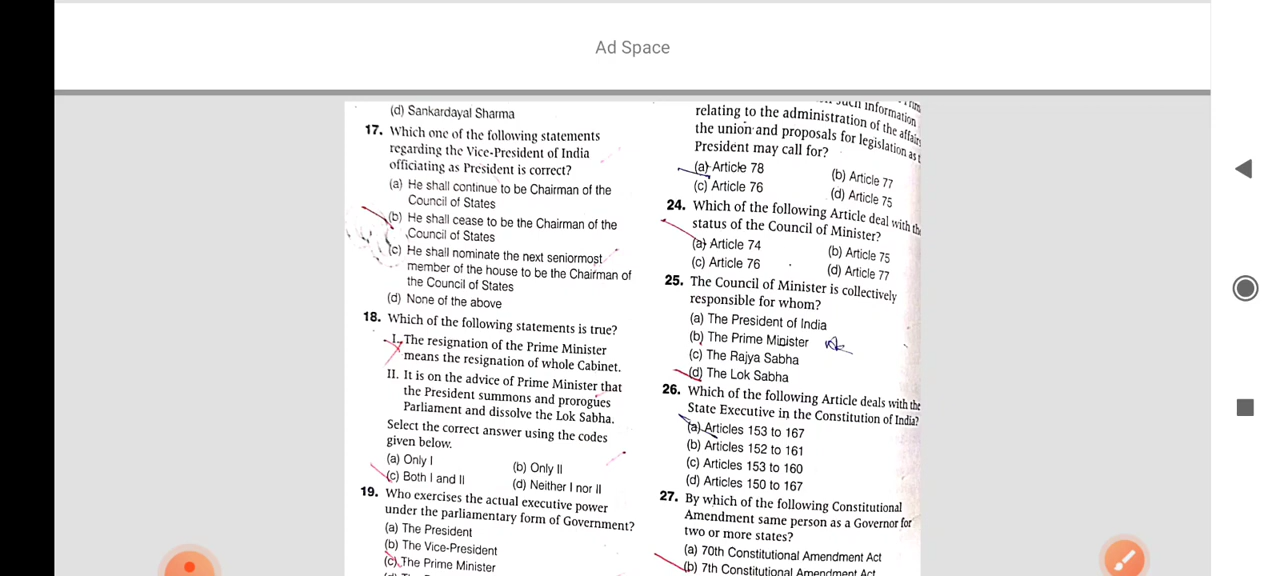 Ad Space
(d) Sankardayal Sharma
17. Which one of the following statements
regarding the Vice-President of India
officiating as President is correct?
(a) He shall continue to be Chairman of the
Council of States
(b) He shall cease to be the Chairman of the
Council of States
(c) He shall nominate the next seniormost
member of the house to be the Chairman of
the Council of States
(d) None of the above
18. Which of the following statements is true?
I. The resignation of the Prime Minister
means the resignation of whole Cabinet.
II. It is on the advice of Prime Minister that
the President summons and prorogues
Parliament and dissolve the Lok Sabha.
Select the correct answer using the codes
given below.
(a) Only I (b) Only II
(c) Both I and II (d) Neither I nor II
19. Who exercises the actual executive power
under the parliamentary form of Government?
(a) The President
(b) The Vice-President
(c) The Prime Minister
such information
relating to the administration of the affairs
the union and proposals for legislation as
President may call for?
(a) Article 78 (b) Article 77
(c) Article 76 (d) Article 75
24. Which of the following Article deal with the
status of the Council of Minister?
(a) Article 74 (b) Article 75
(c) Article 76 (d) Article 77
25. The Council of Minister is collectively
responsible for whom?
(a) The President of India
(b) The Prime Minister
(c) The Rajya Sabha
(d) The Lok Sabha
26. Which of the following Article deals with the
State Executive in the Constitution of India?
(a) Articles 153 to 167
(b) Articles 152 to 161
(c) Articles 153 to 160
(d) Articles 150 to 167
27. By which of the following Constitutional
Amendment same person as a Governor for
two or more states?
(a) 70th Constitutional Amendment Act
(b) 7th Constitutional Amendment Act